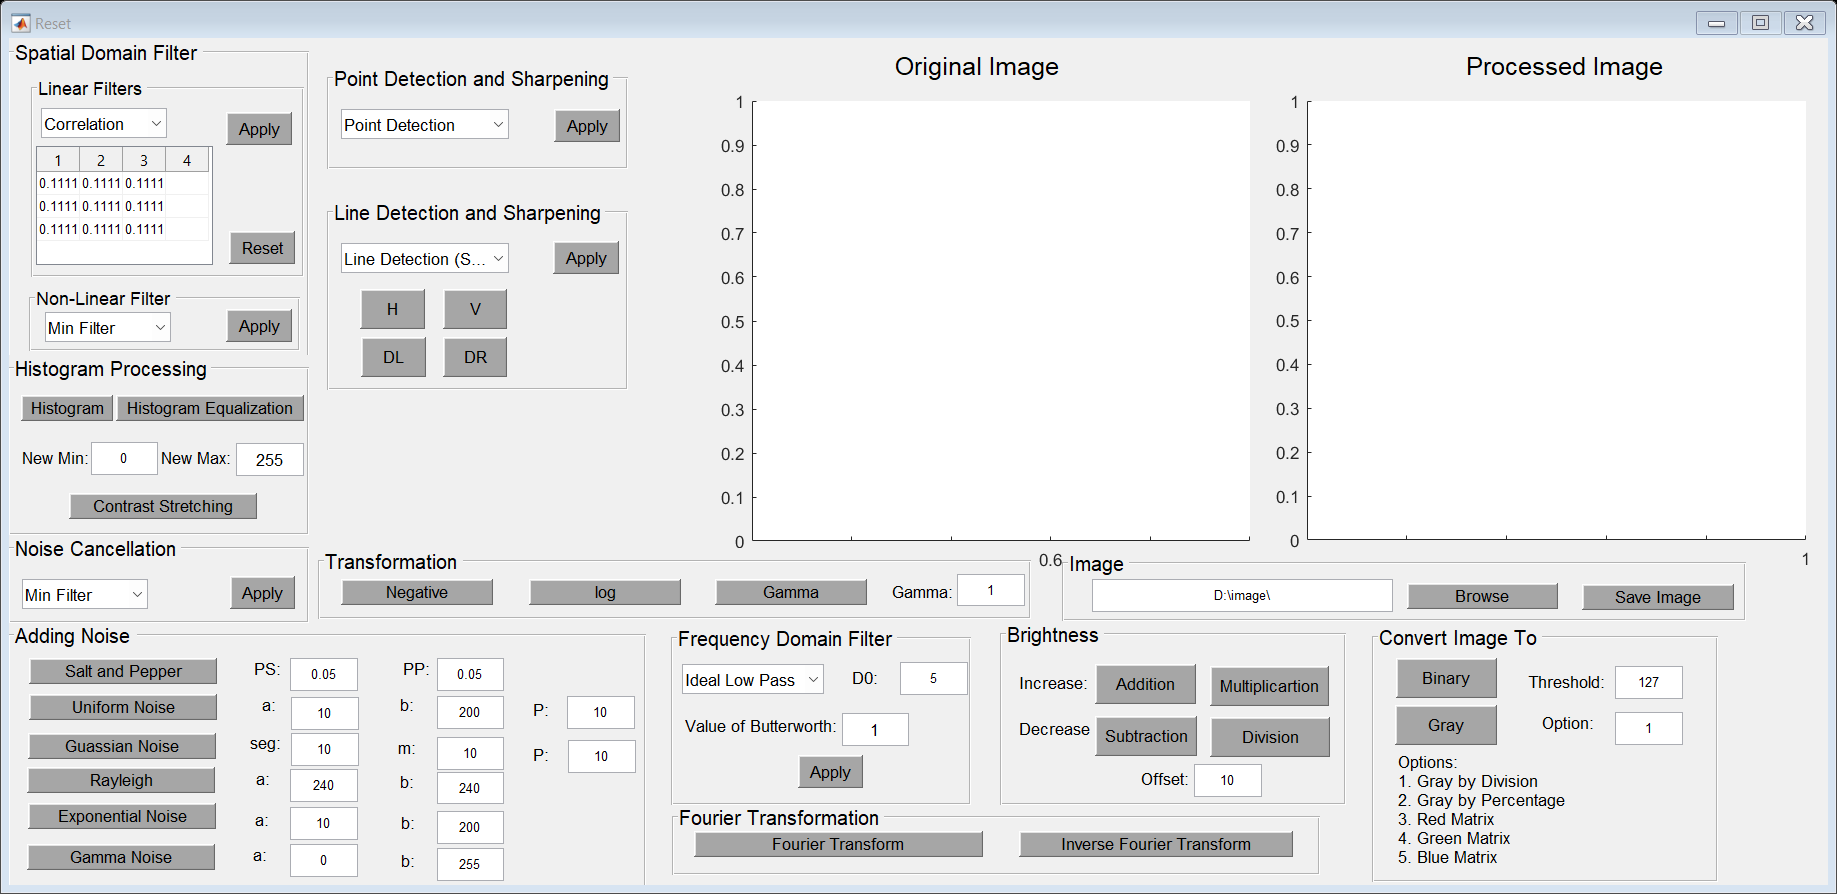 Reset
Spatial Domain Filter
Linear Filters
Correlation
Apply
1 2 3 4
0.1111 0.1111 0.1111
0.1111 0.1111 0.1111
0.1111 0.1111 0.1111
Reset
Non-Linear Filter
Min Filter
Apply
Histogram Processing
Histogram Histogram Equalization
New Min: 0 New Max: 255
Contrast Stretching
Noise Cancellation
Min Filter
Apply
Point Detection and Sharpening
Point Detection
Apply
Line Detection and Sharpening
Line Detection (S...
Apply
H V
DL DR
Original Image
1
0.9
0.8
0.7
0.6
0.5
0.4
0.3
0.2
0.1
0
0.6
Processed Image
1
0.9
0.8
0.7
0.6
0.5
0.4
0.3
0.2
0.1
0
1
Transformation
Negative log Gamma Gamma: 1
Image
D:\image\ Browse Save Image
Adding Noise
Salt and Pepper PS: 0.05 PP: 0.05
Uniform Noise a: 10 b: 200 P: 10
Guassian Noise seg: 10 m: 10 P: 10
Rayleigh a: 240 b: 240
Exponential Noise a: 10 b: 200
Gamma Noise a: 0 b: 255
Frequency Domain Filter
Ideal Low Pass D0: 5
Value of Butterworth: 1
Apply
Brightness
Increase: Addition Multiplicartion
Decrease Subtraction Division
Offset: 10
Fourier Transformation
Fourier Transform Inverse Fourier Transform
Convert Image To
Binary Threshold: 127
Gray Option: 1
Options:
1. Gray by Division
2. Gray by Percentage
3. Red Matrix
4. Green Matrix
5. Blue Matrix